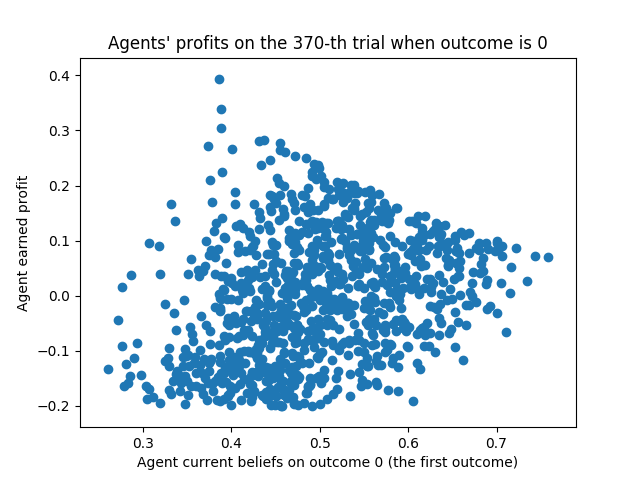 Agents' profits on the 370-th trial when outcome is 0
0.4
0.3
0.2
0.1
0.0
−0.1
−0.2
Agent earned profit
0.3 0.4 0.5 0.6 0.7
Agent current beliefs on outcome 0 (the first outcome)